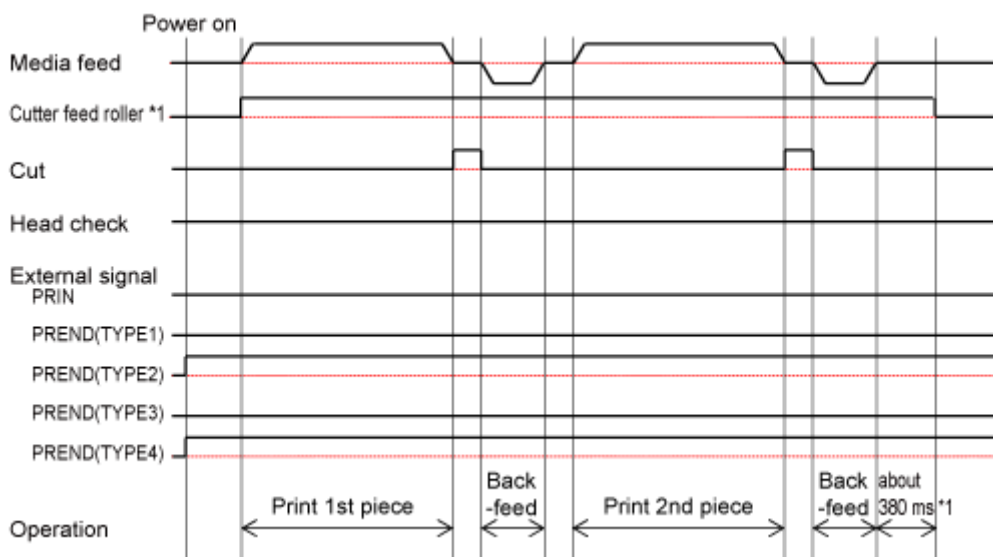 Power on
Media feed
Cutter feed roller *1
Cut
Head check
External signal
PRIN
PREND(TYPE1)
PREND(TYPE2)
PREND(TYPE3)
PREND(TYPE4)
Operation
Print 1st piece
Back
-feed
Print 2nd piece
Back
-feed
about
380 ms *1